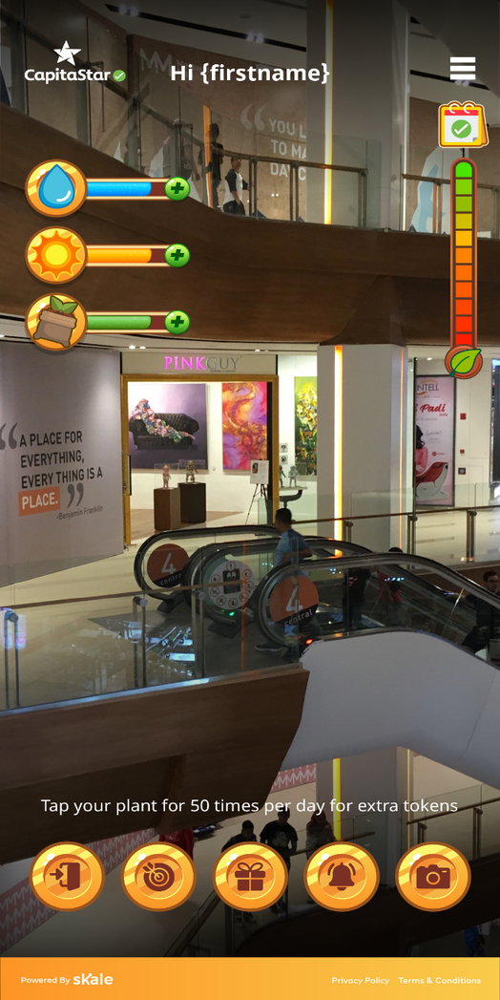 CapitaStar
Hi {firstname}
YOU L
TO MA
PINKGUY
A PLACE FOR
EVERYTHING,
EVERY THING IS A
PLACE.
-Benjamin Franklin
NTELL
Padi
4
central
4
central
Tap your plant for 50 times per day for extra tokens
Powered By skale
Privacy Policy
Terms & Conditions